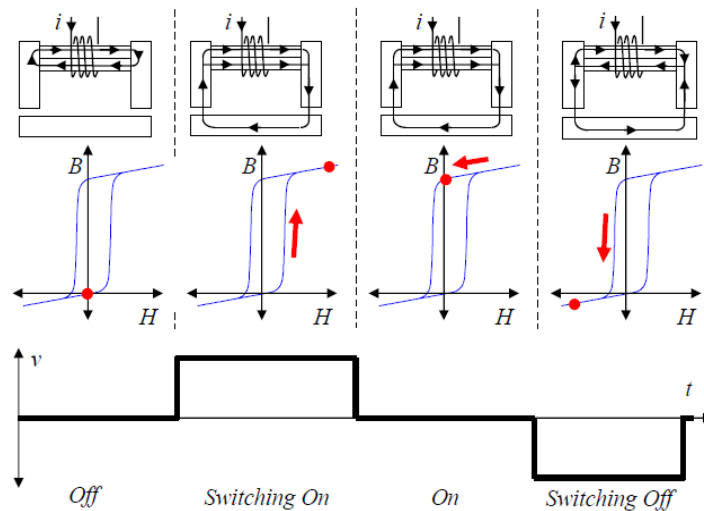 i i i i
B B B B
H H H H
v t
Off Switching On On Switching Off